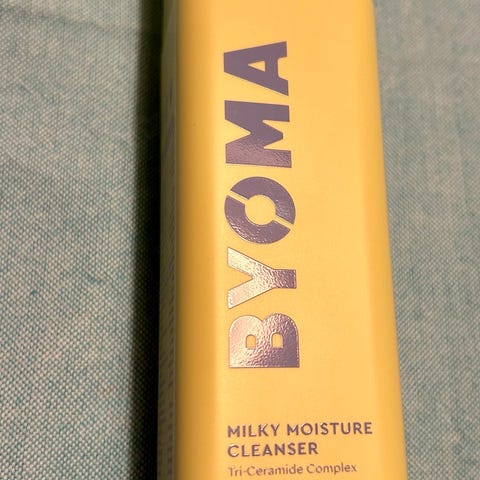 BYOMA
MILKY MOISTURE
CLEANSER
Tri-Ceramide Complex